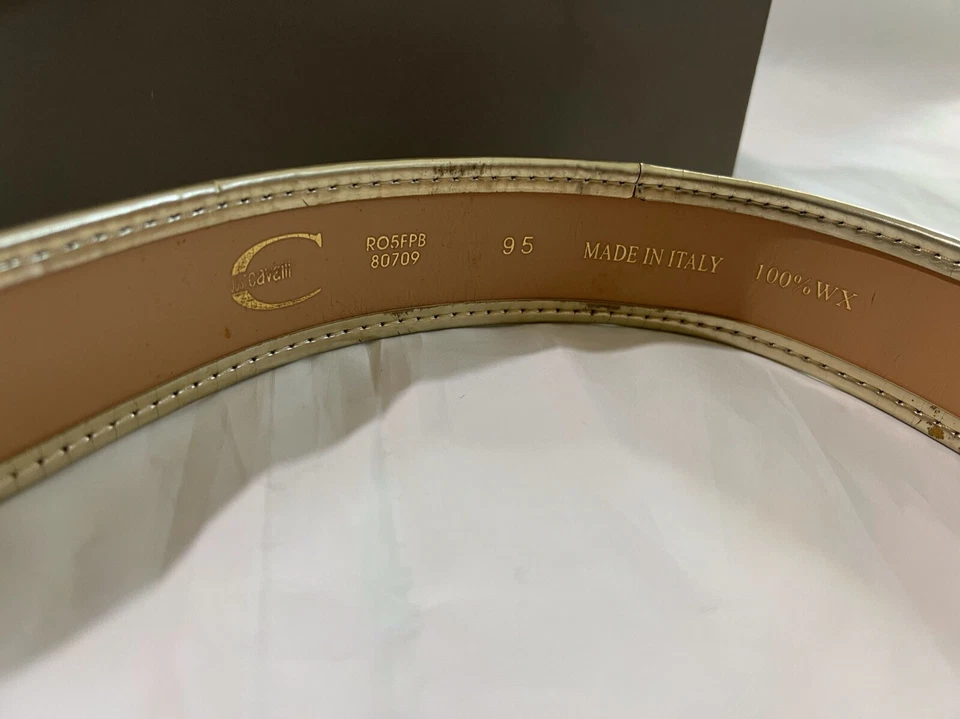 just cavalli
RO5FPB
80709
95
MADE IN ITALY
100% WX